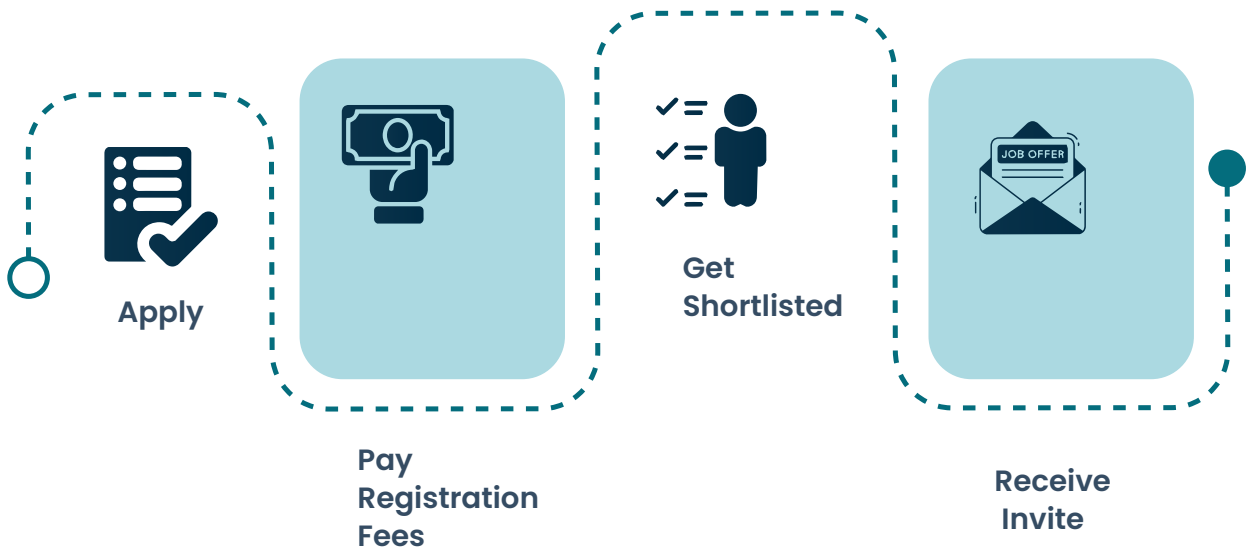 Apply
Pay
Registration
Fees
Get
Shortlisted
JOB OFFER
Receive
Invite